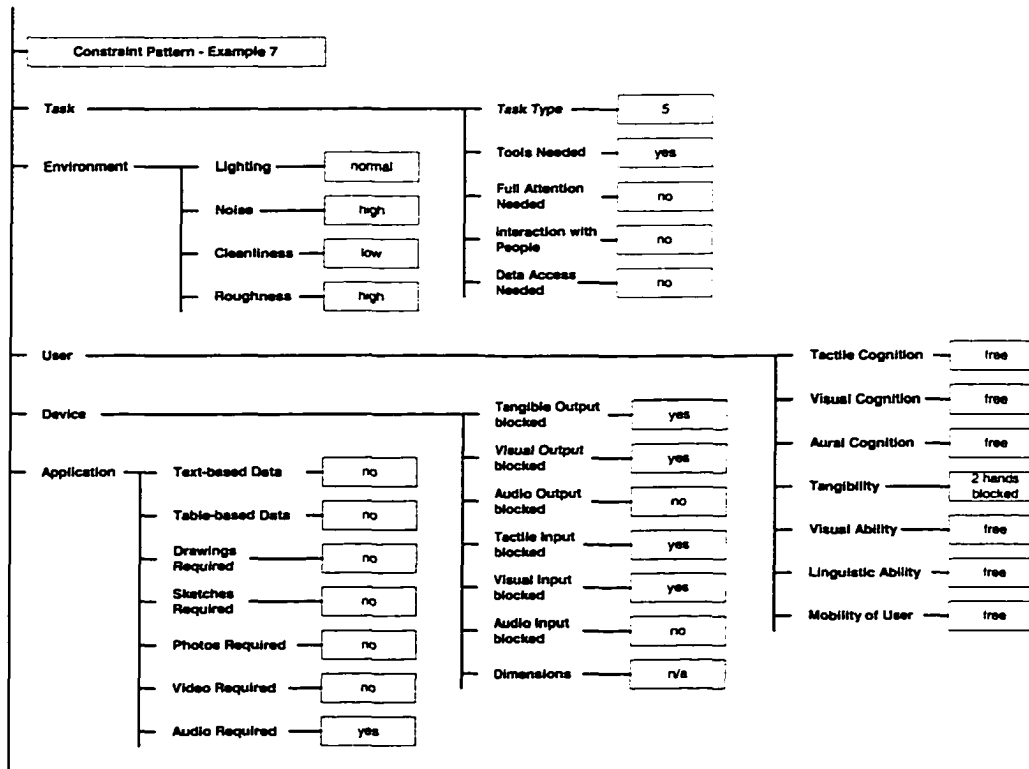 Constraint Pattern - Example 7
Task
Task Type
5
Tools Needed
yes
Full Attention
Needed
no
Interaction with
People
no
Data Access
Needed
no
Environment
Lighting
normal
Noise
high
Cleanliness
low
Roughness
high
User
Tactile Cognition
free
Visual Cognition
free
Aural Cognition
free
Tangibility
2 hands
blocked
Visual Ability
free
Linguistic Ability
free
Mobility of User
free
Device
Tangible Output
blocked
yes
Visual Output
blocked
yes
Audio Output
blocked
no
Tactile Input
blocked
yes
Visual Input
blocked
yes
Audio Input
blocked
no
Dimensions
n/a
Application
Text-based Data
no
Table-based Data
no
Drawings
Required
no
Sketches
Required
no
Photos Required
no
Video Required
no
Audio Required
yes